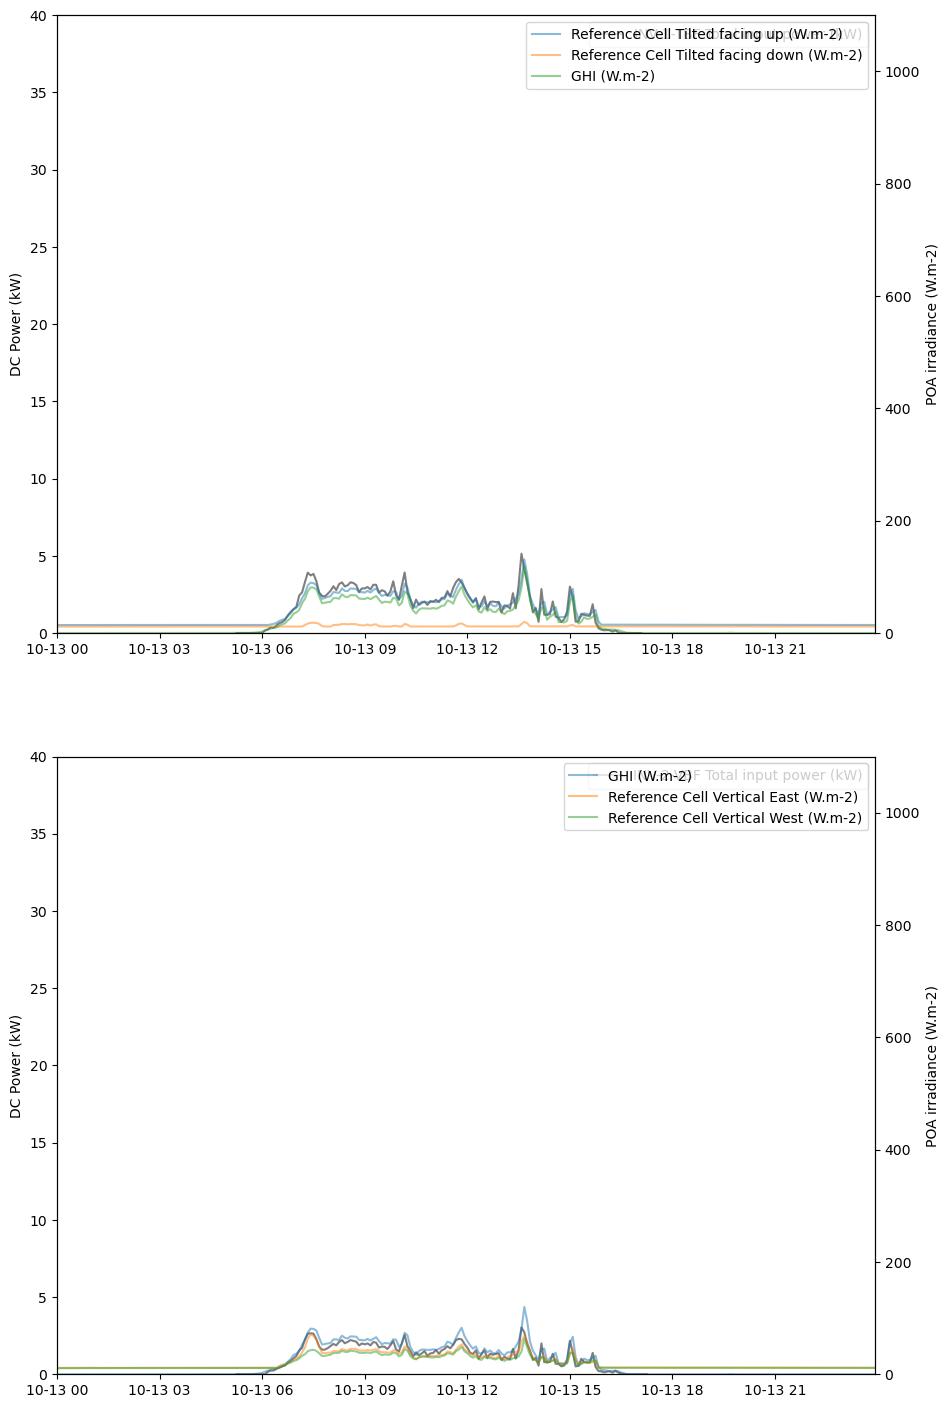 40
Reference Cell Tilted facing up (W.m-2)
Reference Cell Tilted facing down (W.m-2)
GHI (W.m-2)
1000
35
30
800
25
600
DC Power (kW)
POA irradiance (W.m-2)
20
15
400
10
200
5
0
0
10-13 00 10-13 03 10-13 06 10-13 09 10-13 12 10-13 15 10-13 18 10-13 21
40
GHI (W.m-2) Total input power (kW)
Reference Cell Vertical East (W.m-2)
Reference Cell Vertical West (W.m-2)
1000
35
30
800
25
600
DC Power (kW)
POA irradiance (W.m-2)
20
15
400
10
200
5
0
0
10-13 00 10-13 03 10-13 06 10-13 09 10-13 12 10-13 15 10-13 18 10-13 21